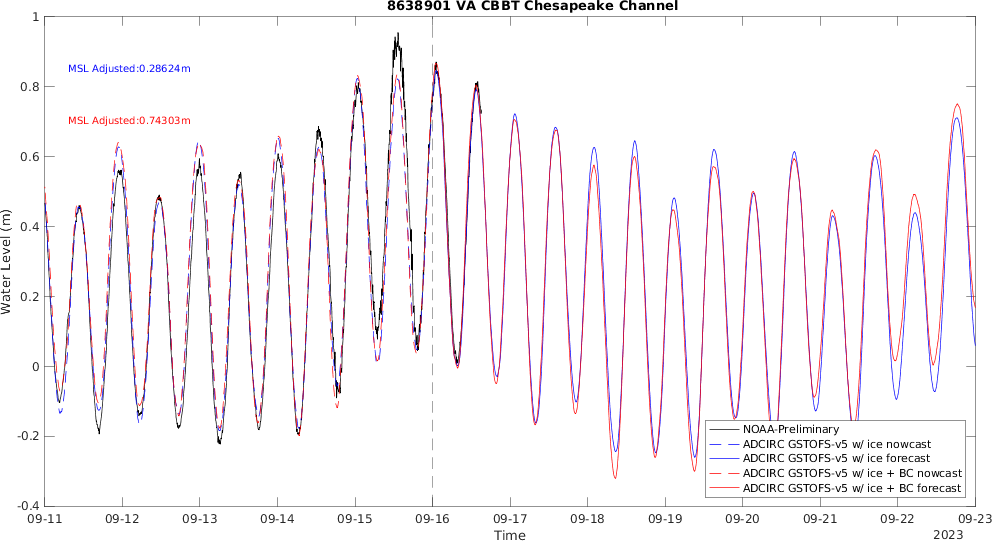 8638901 VA CBBT Chesapeake Channel
MSL Adjusted:0.28624m
MSL Adjusted:0.74303m
Water Level (m)
1
0.8
0.6
0.4
0.2
0
-0.2
-0.4
NOAA-Preliminary
ADCIRC GSTOFS-v5 w/ ice nowcast
ADCIRC GSTOFS-v5 w/ ice forecast
ADCIRC GSTOFS-v5 w/ ice + BC nowcast
ADCIRC GSTOFS-v5 w/ ice + BC forecast
09-11 09-12 09-13 09-14 09-15 09-16 09-17 09-18 09-19 09-20 09-21 09-22 09-23
Time
2023